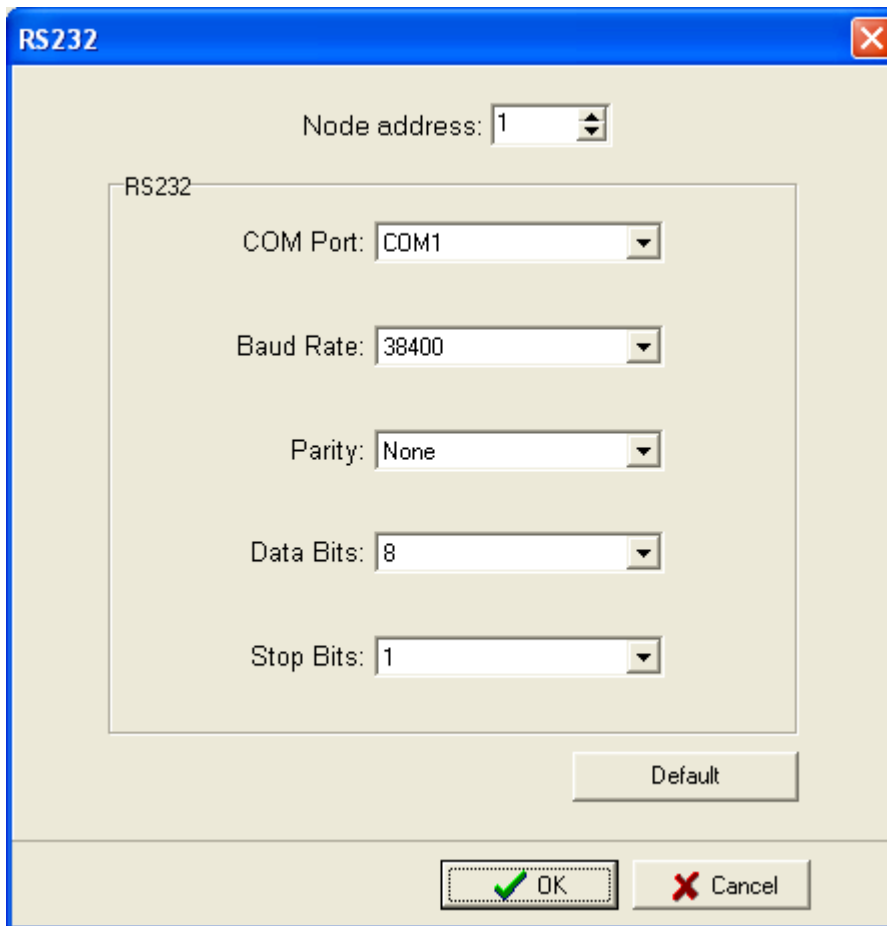 RS232
Node address: 1
RS232
COM Port: COM1
Baud Rate: 38400
Parity: None
Data Bits: 8
Stop Bits: 1
Default
OK Cancel